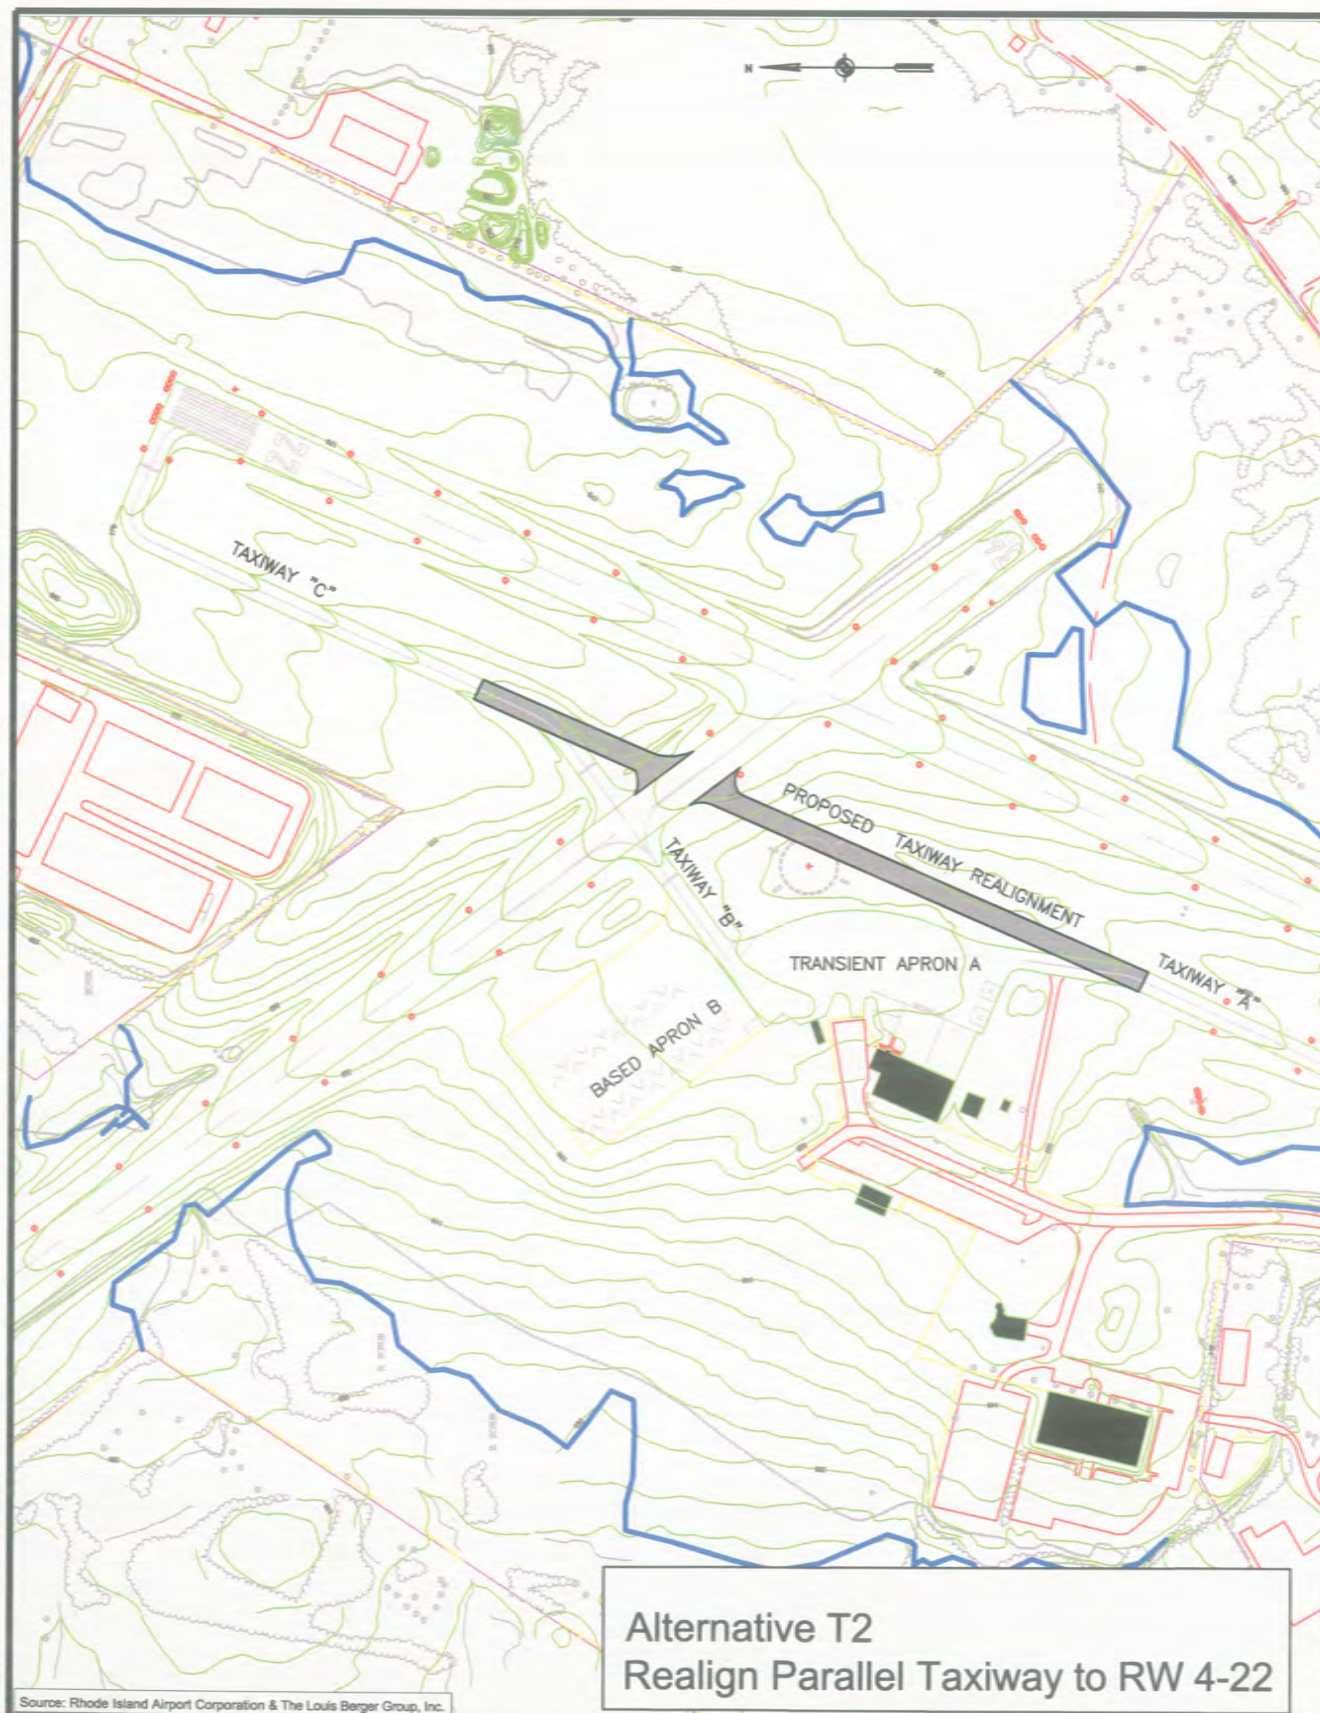 N
22
TAXIWAY "C"
PROPOSED TAXIWAY REALIGNMENT
TAXIWAY "B"
TRANSIENT APRON A
TAXIWAY "A"
BASED APRON B
Alternative T2
Realign Parallel Taxiway to RW 4-22
Source: Rhode Island Airport Corporation & The Louis Berger Group, Inc.